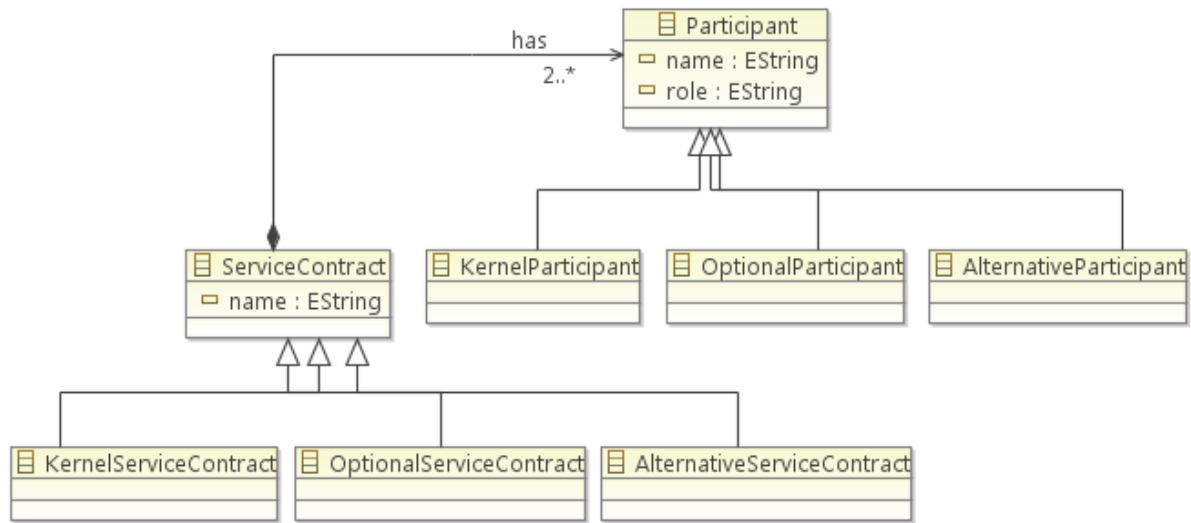 Participant
name : EString
role : EString
has
2..*
ServiceContract
name : EString
KernelParticipant
OptionalParticipant
AlternativeParticipant
KernelServiceContract
OptionalServiceContract
AlternativeServiceContract